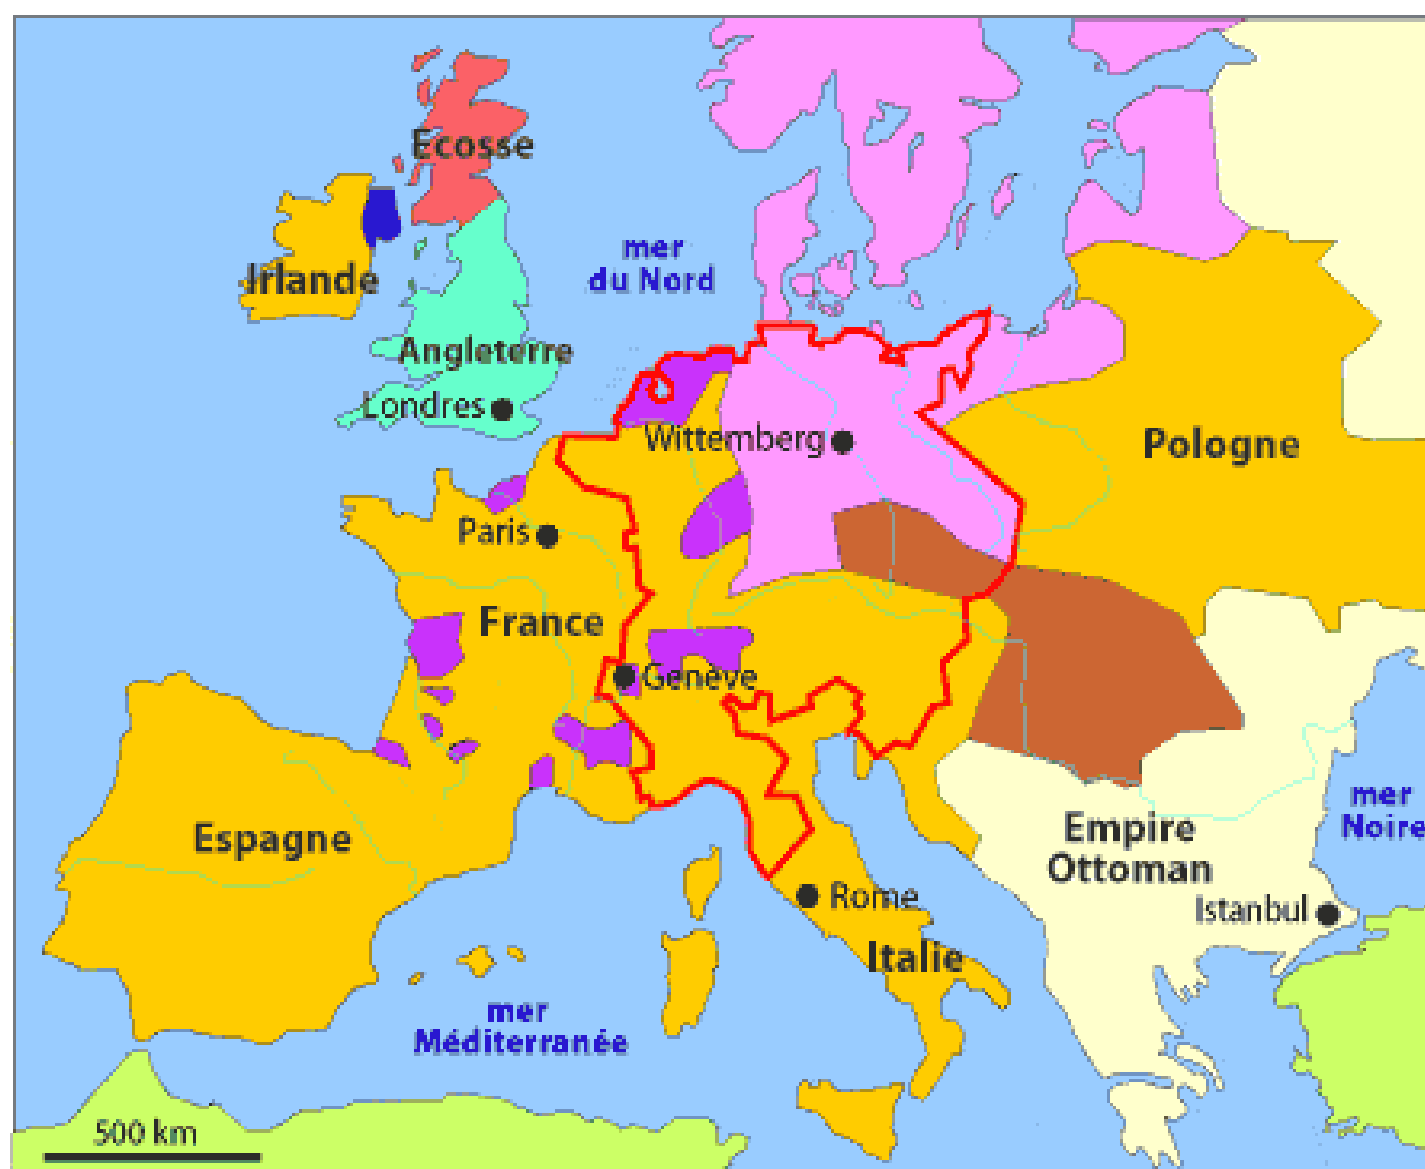 Ecosse
mer
du Nord
Irlande
Angleterre
Londres
Wittemberg
Pologne
Paris
France
Genève
Espagne
mer
Noire
Empire
Ottoman
Rome
Istanbul
Italie
mer
Méditerranée
500 km